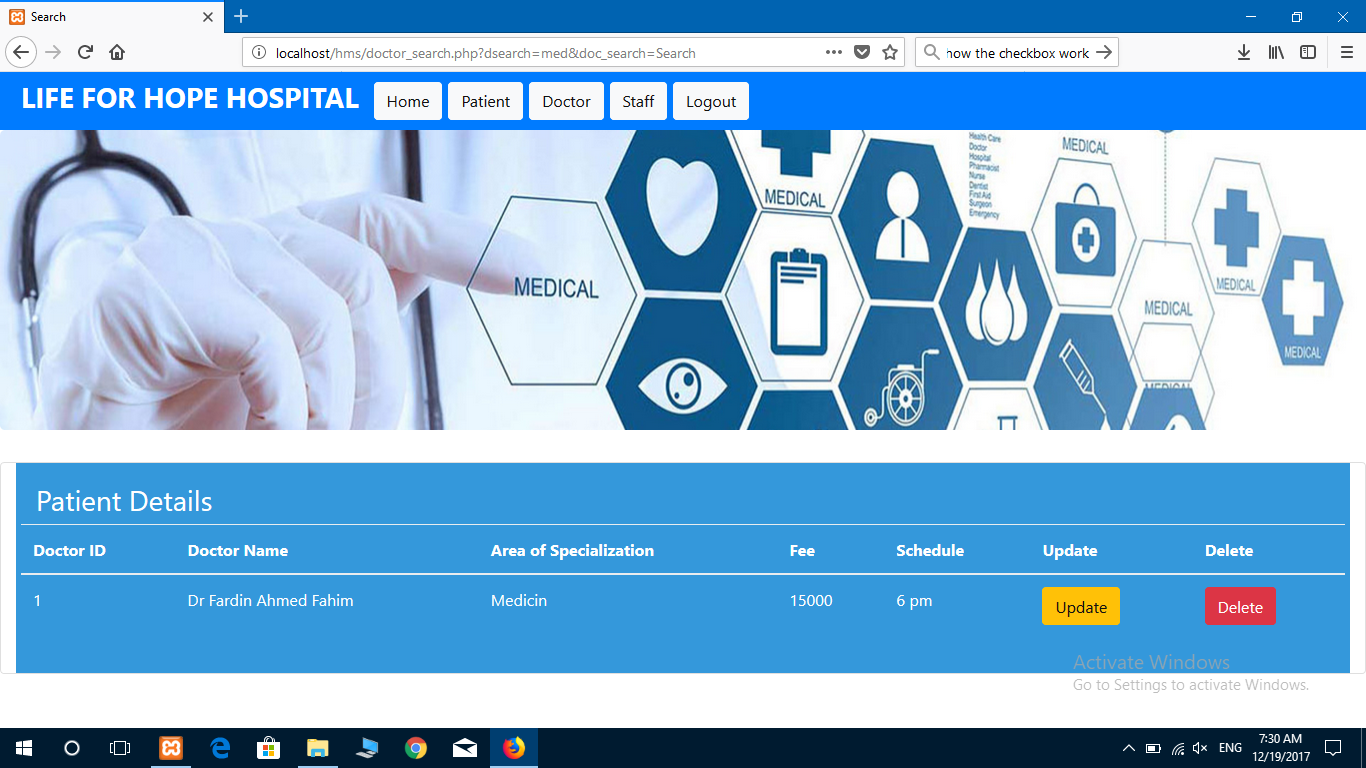 Search
localhost/hms/doctor_search.php?dsearch=med&doc_search=Search
how the checkbox work
LIFE FOR HOPE HOSPITAL
Home
Patient
Doctor
Staff
Logout
Health Care
Doctor
Hospital
Pharmacist
Nurse
Dentist
First Aid
Surgeon
Emergency
MEDICAL
MEDICAL
MEDICAL
MEDICAL
MEDICAL
MEDICAL
MEDICAL
Patient Details
Doctor ID Doctor Name Area of Specialization Fee Schedule Update Delete
1 Dr Fardin Ahmed Fahim Medicin 15000 6 pm Update Delete
Activate Windows
Go to Settings to activate Windows.
ENG
7:30 AM
12/19/2017